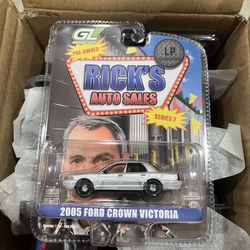 GL
PRE-OWNED
LP
RICK'S
AUTO SALES
SERIES 2
2005 FORD CROWN VICTORIA